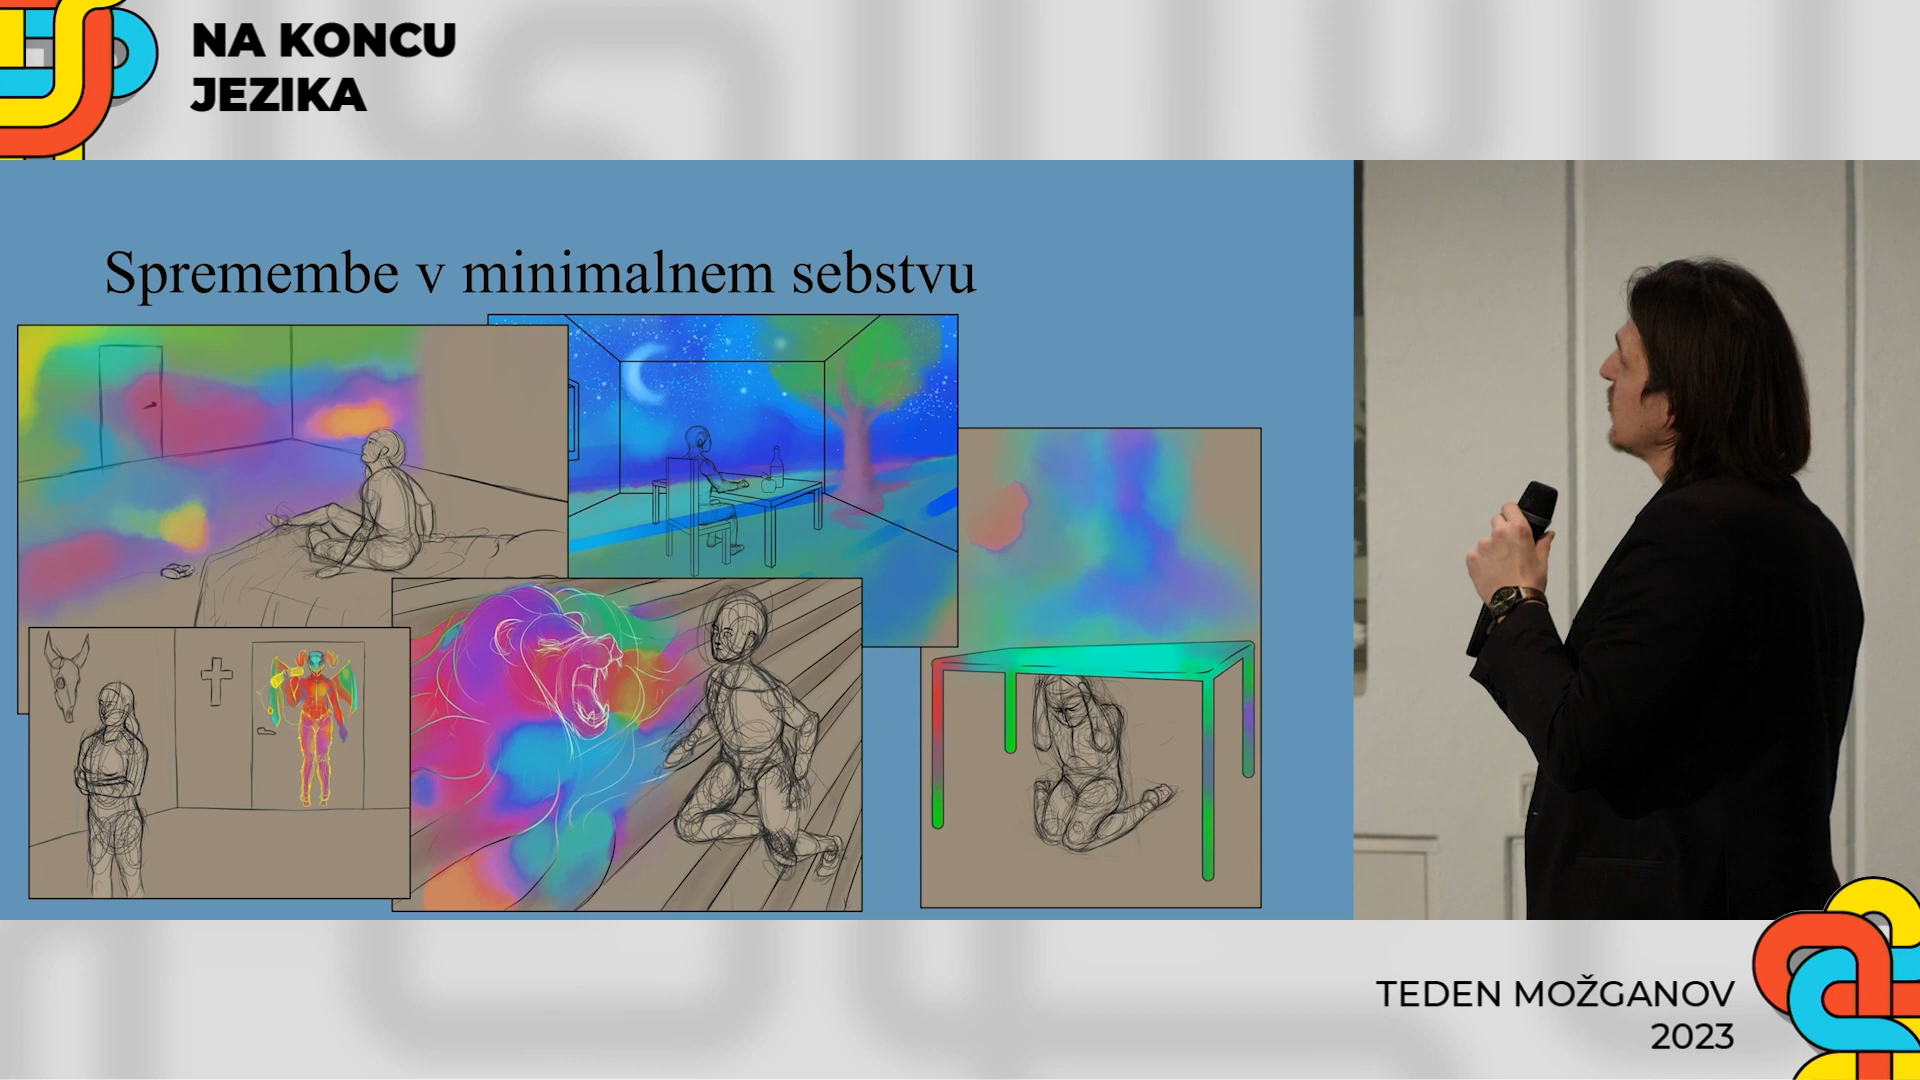 NA KONCU
JEZIKA
Spremembe v minimalnem sebstvu
TEDEN MOŽGANOV
2023